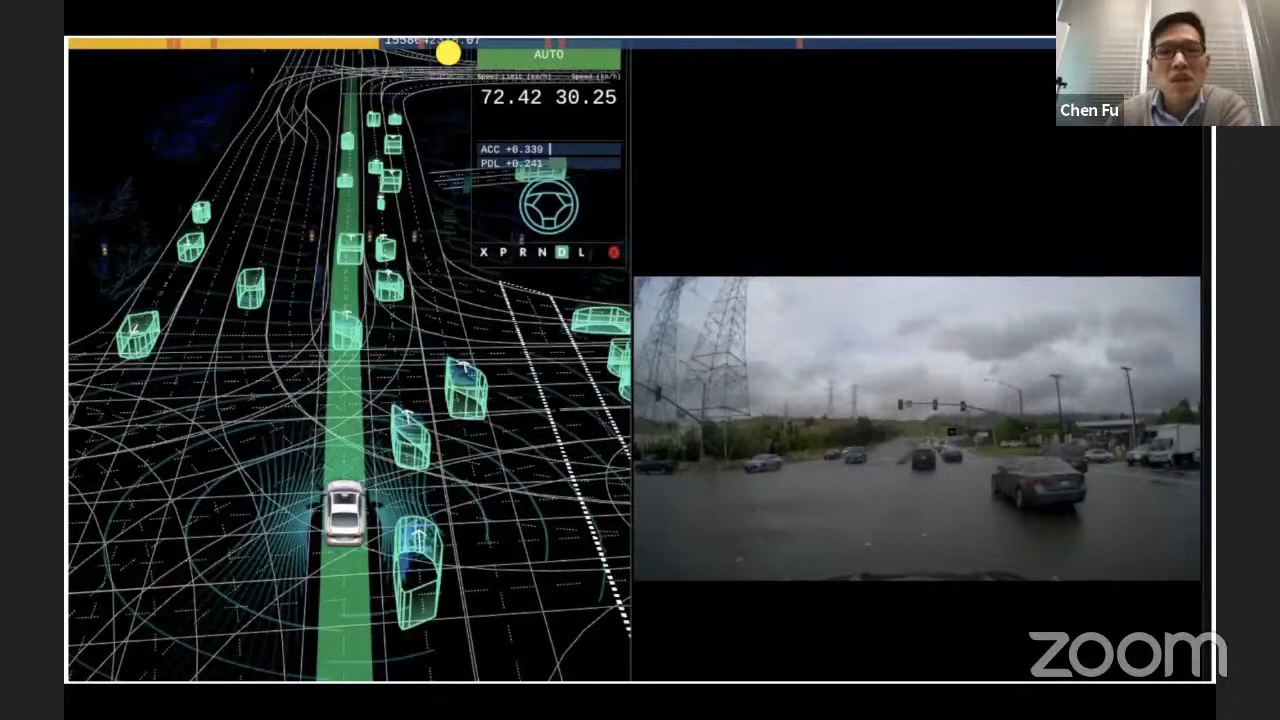 AUTO
Speed Limit (km/h) Speed (km/h)
72.42 30.25
ACC +0.339
PDL +0.241
X P R N D L
Chen Fu
zoom